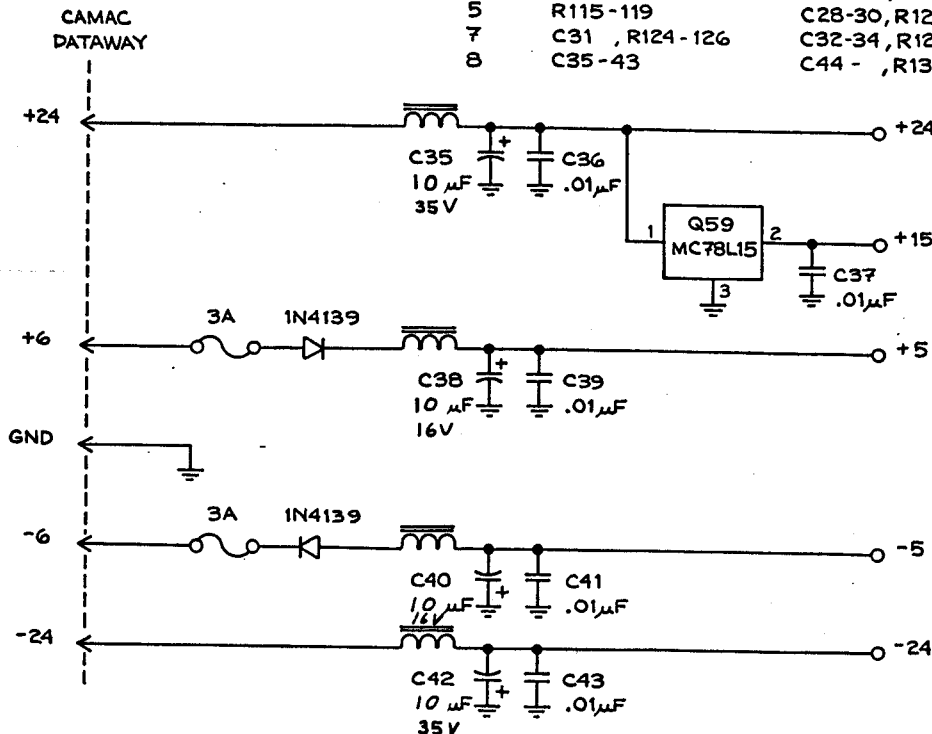 CAMAC
DATAWAY
5 R115-119 C28-30, R12
7 C31 , R124-126 C32-34, R12
8 C35-43 C44- , R13
+24
C35
10 µF
35V
+
C36
.01µF
+24
1
Q59
MC78L15
2
3
+15
C37
.01µF
+6
3A
1N4139
C38
10 µF
16V
+
C39
.01µF
+5
GND
-6
3A
1N4139
C40
10 µF
16V
+
C41
.01µF
-5
-24
C42
10 µF
35V
+
C43
.01µF
-24